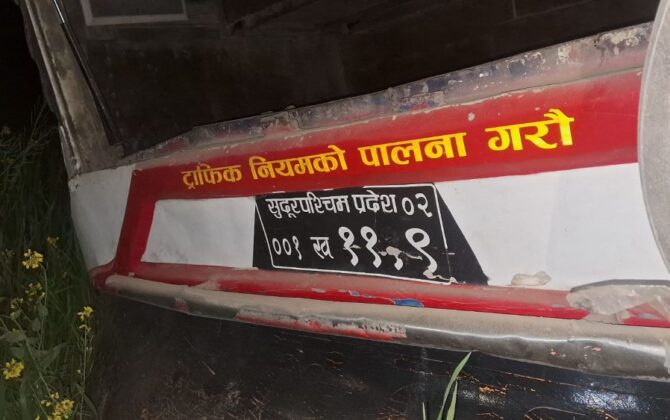 ट्राफिक नियमको पालना गरौ
सुदूरपश्चिम प्रदेश ०२
००१ ख